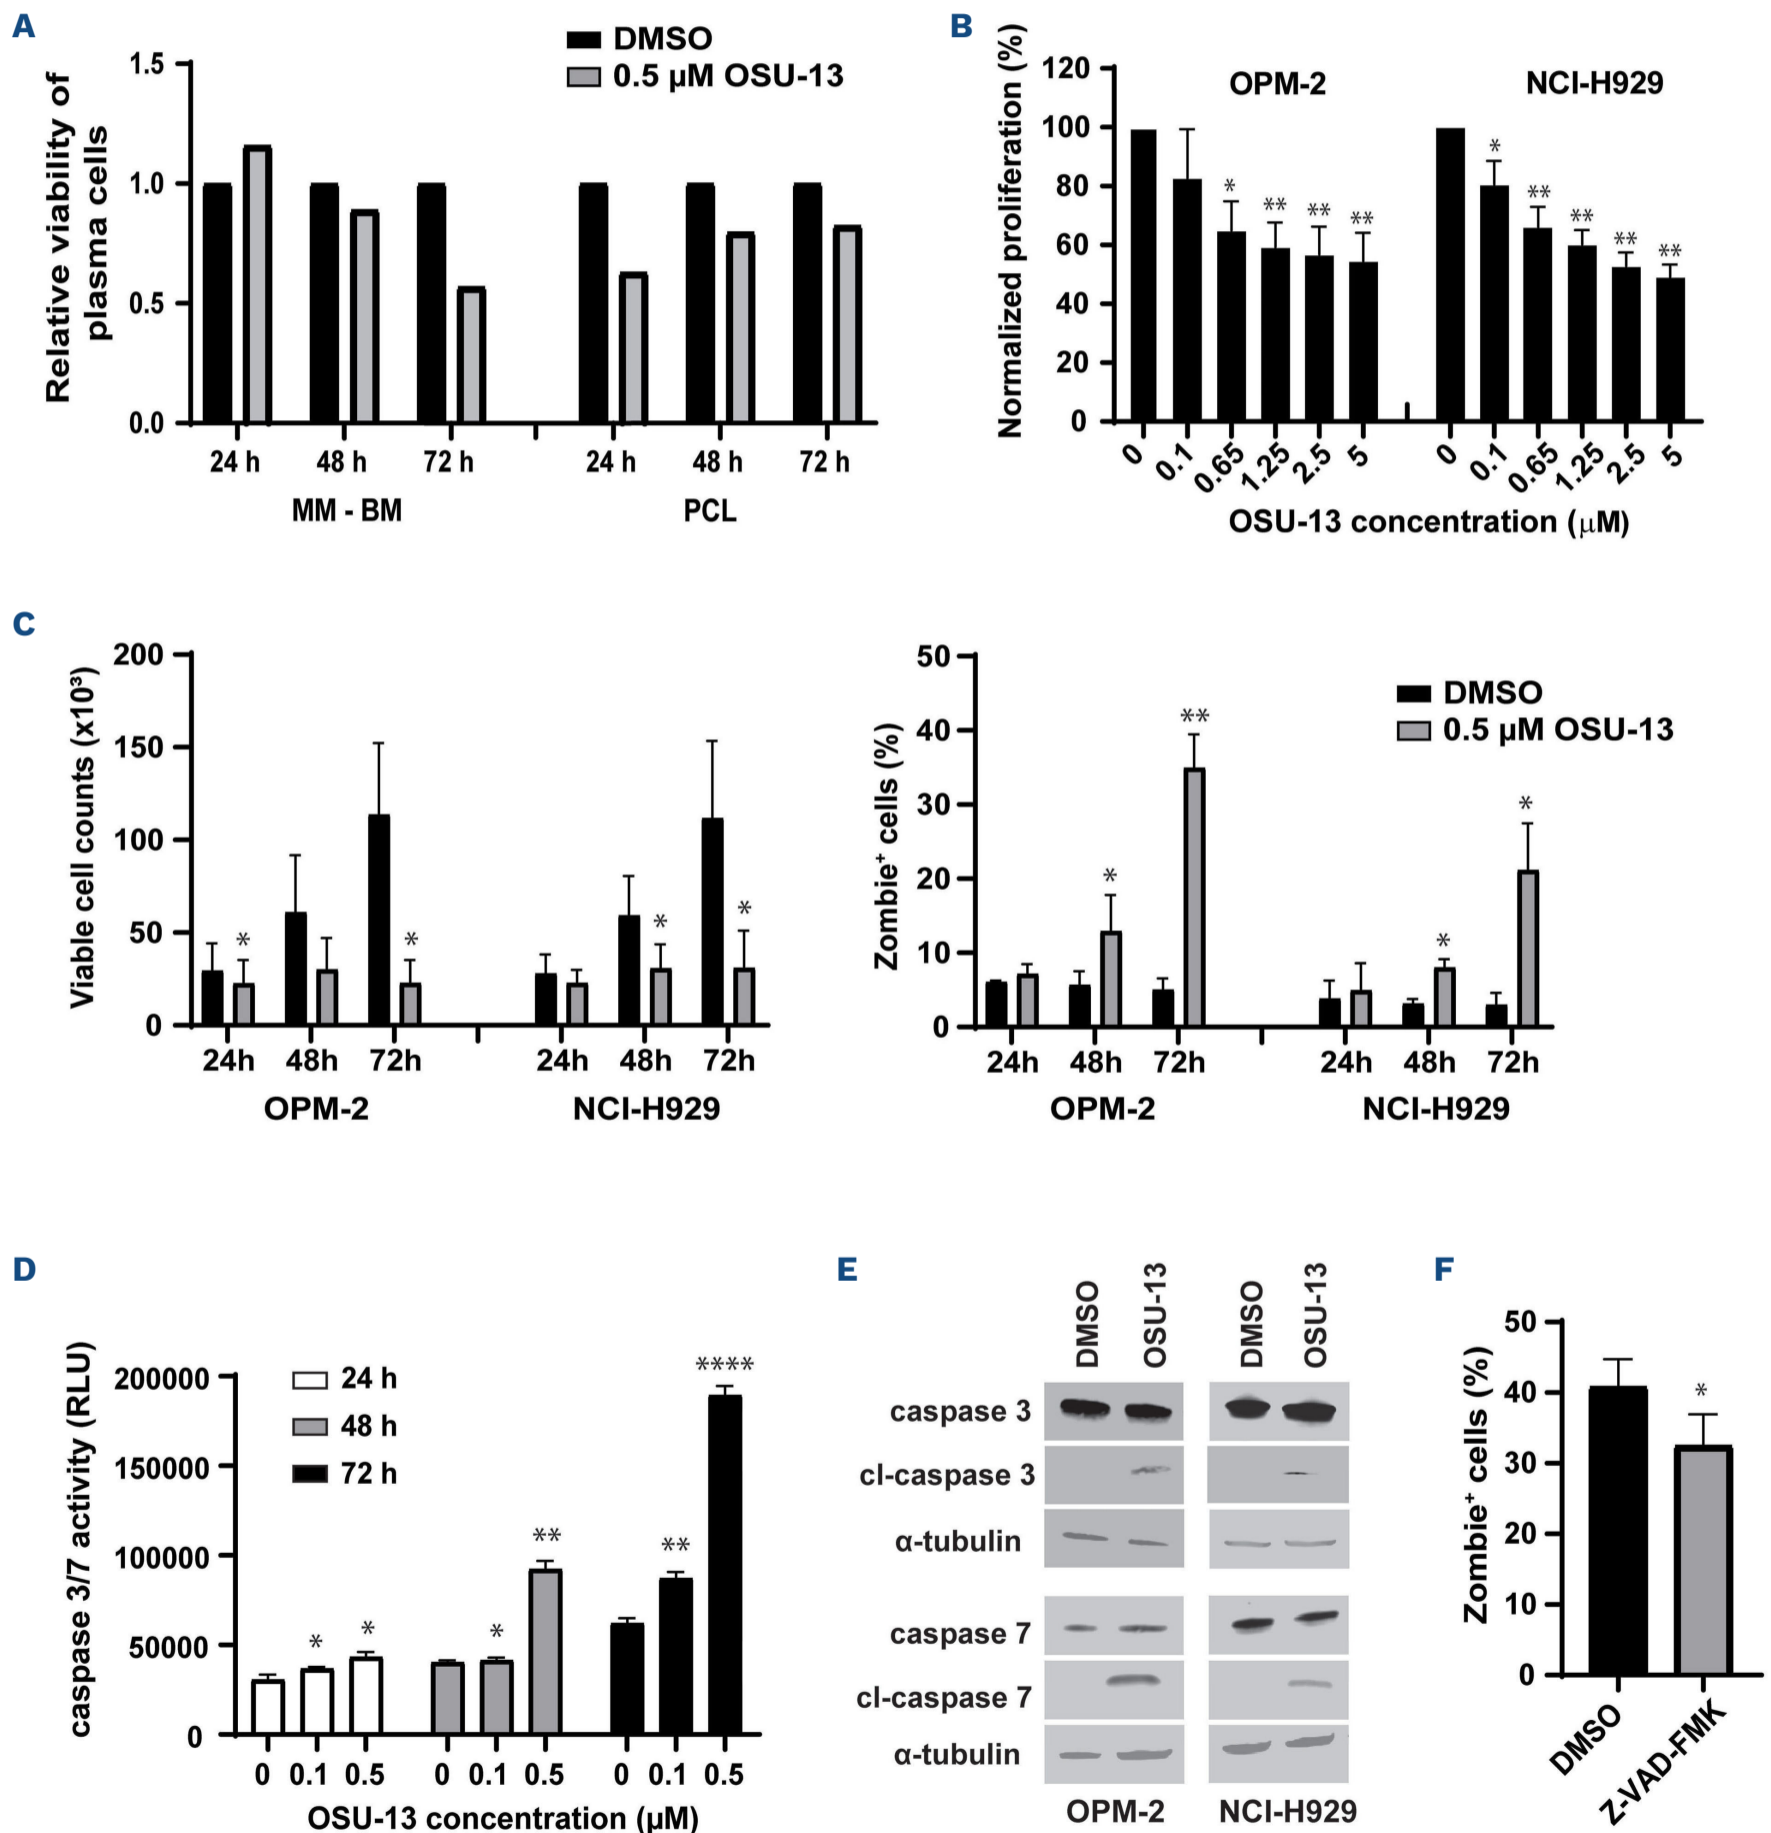 A
DMSO
0.5 µM OSU-13
Relative viability of
plasma cells
1.5
1.0
0.5
0.0
24 h 48 h 72 h 24 h 48 h 72 h
MM - BM PCL
B
Normalized proliferation (%)
120
100
80
60
40
20
0
OPM-2 NCI-H929
* ** ** ** * ** ** ** **
0 0.1 0.65 1.25 2.5 5 0 0.1 0.65 1.25 2.5 5
OSU-13 concentration (µM)
C
Viable cell counts (x10³)
200
150
100
50
0
* * * *
24h 48h 72h 24h 48h 72h
OPM-2 NCI-H929
Zombie⁺ cells (%)
50
40
30
20
10
0
* ** * *
DMSO
0.5 µM OSU-13
24h 48h 72h 24h 48h 72h
OPM-2 NCI-H929
D
caspase 3/7 activity (RLU)
200000
150000
100000
50000
0
24 h
48 h
72 h
* * * ** ** ****
0 0.1 0.5 0 0.1 0.5 0 0.1 0.5
OSU-13 concentration (µM)
E
DMSO OSU-13 DMSO OSU-13
caspase 3
cl-caspase 3
α-tubulin
caspase 7
cl-caspase 7
α-tubulin
OPM-2 NCI-H929
F
Zombie⁺ cells (%)
50
40
30
20
10
0
*
DMSO Z-VAD-FMK